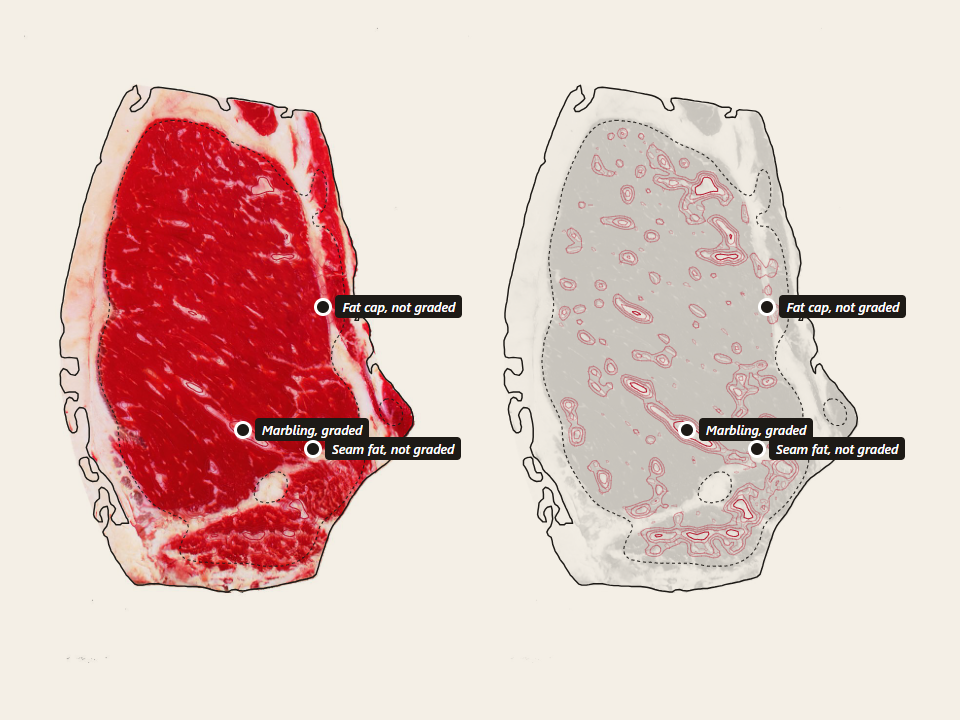 Fat cap, not graded
Fat cap, not graded
Marbling, graded
Marbling, graded
Seam fat, not graded
Seam fat, not graded